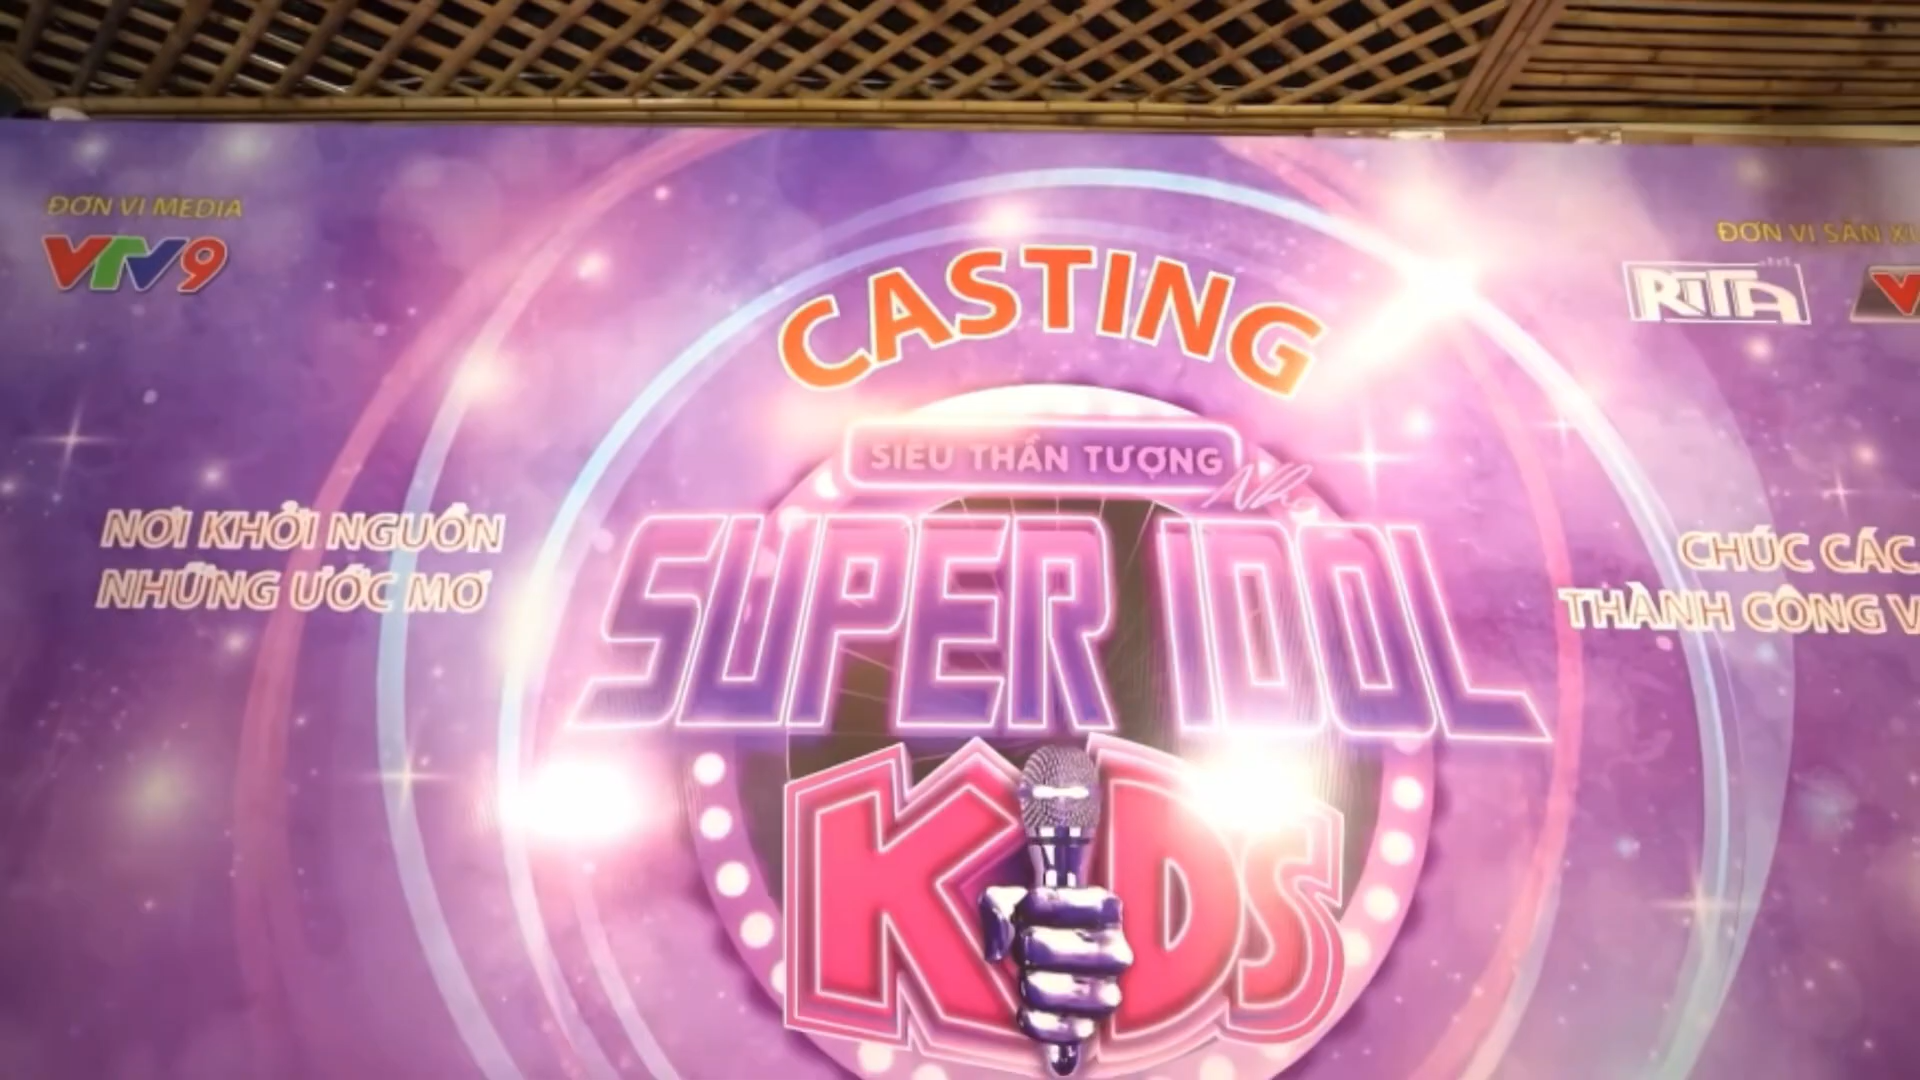 ĐƠN VỊ MEDIA
VTV9
ĐƠN VỊ SẢN
RITA
CASTING
SIÊU THẦN TƯỢNG
SUPER IDOL
KIDS
NƠI KHỞI NGUỒN
NHỮNG ƯỚC MƠ
CHÚC CÁC
THÀNH CÔNG